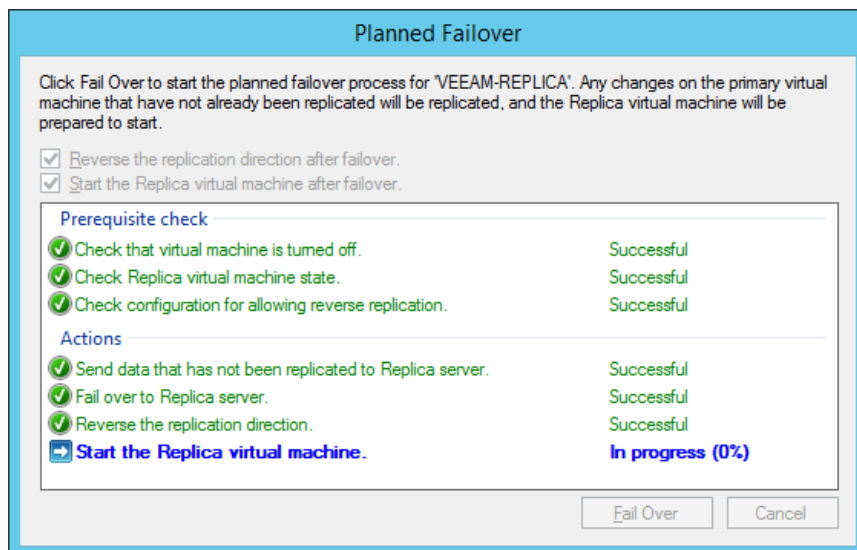 Planned Failover
Click Fail Over to start the planned failover process for 'VEEAM-REPLICA'. Any changes on the primary virtual
machine that have not already been replicated will be replicated, and the Replica virtual machine will be
prepared to start.
Reverse the replication direction after failover.
Start the Replica virtual machine after failover.
Prerequisite check
Check that virtual machine is turned off. Successful
Check Replica virtual machine state. Successful
Check configuration for allowing reverse replication. Successful
Actions
Send data that has not been replicated to Replica server. Successful
Fail over to Replica server. Successful
Reverse the replication direction. Successful
Start the Replica virtual machine. In progress (0%)
Fail Over Cancel